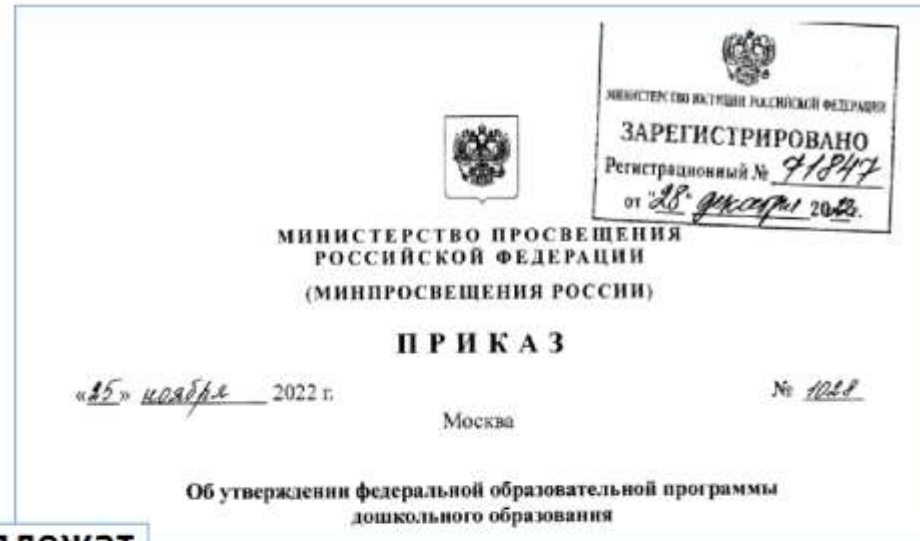 МИНИСТЕРСТВО ЮСТИЦИИ РОССИЙСКОЙ ФЕДЕРАЦИИ
ЗАРЕГИСТРИРОВАНО
Регистрационный № 71847
от "28" декабря 2022г.
МИНИСТЕРСТВО ПРОСВЕЩЕНИЯ
РОССИЙСКОЙ ФЕДЕРАЦИИ
(МИНПРОСВЕЩЕНИЯ РОССИИ)
ПРИКАЗ
«25» ноября 2022 г.
№ 1028
Москва
Об утверждении федеральной образовательной программы
дошкольного образования